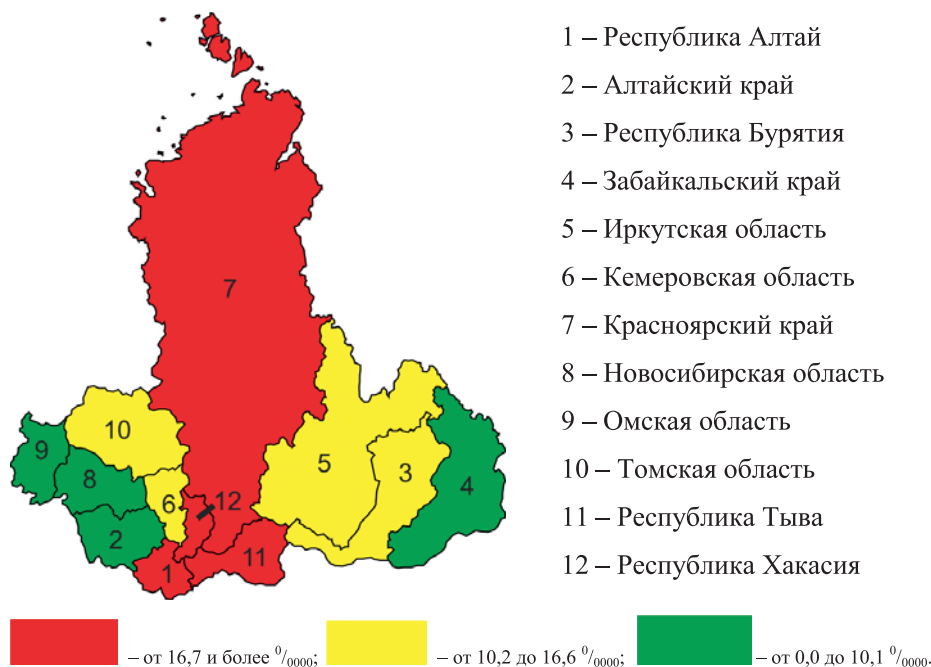 1 – Республика Алтай
2 – Алтайский край
3 – Республика Бурятия
4 – Забайкальский край
5 – Иркутская область
6 – Кемеровская область
7 – Красноярский край
8 – Новосибирская область
9 – Омская область
10 – Томская область
11 – Республика Тыва
12 – Республика Хакасия
7
10
9
8
6
12
5
3
4
2
1
11
– от 16,7 и более ⁰/₀₀₀₀; – от 10,2 до 16,6 ⁰/₀₀₀₀; – от 0,0 до 10,1 ⁰/₀₀₀₀.